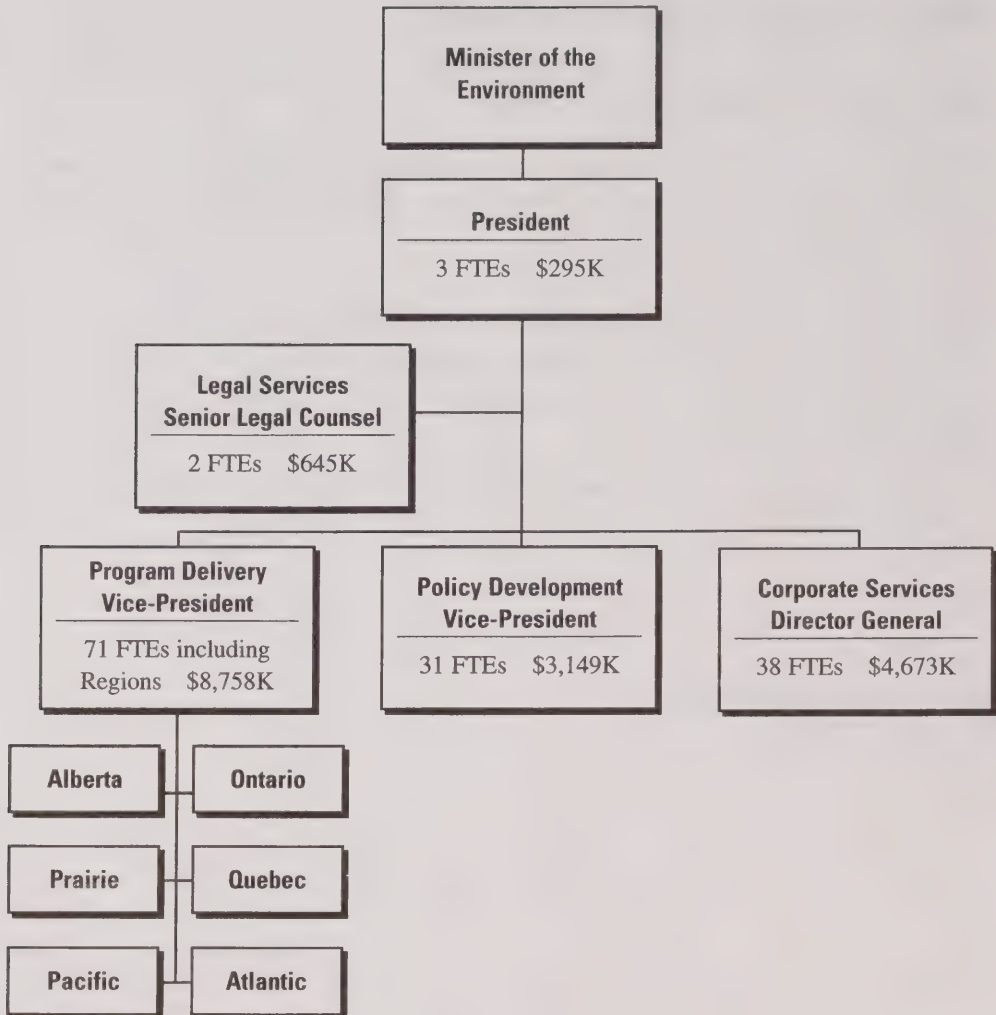 Minister of the
Environment
President
3 FTEs $295K
Legal Services
Senior Legal Counsel
2 FTEs $645K
Program Delivery
Vice-President
71 FTEs including
Regions $8,758K
Policy Development
Vice-President
31 FTEs $3,149K
Corporate Services
Director General
38 FTEs $4,673K
Alberta
Ontario
Prairie
Quebec
Pacific
Atlantic